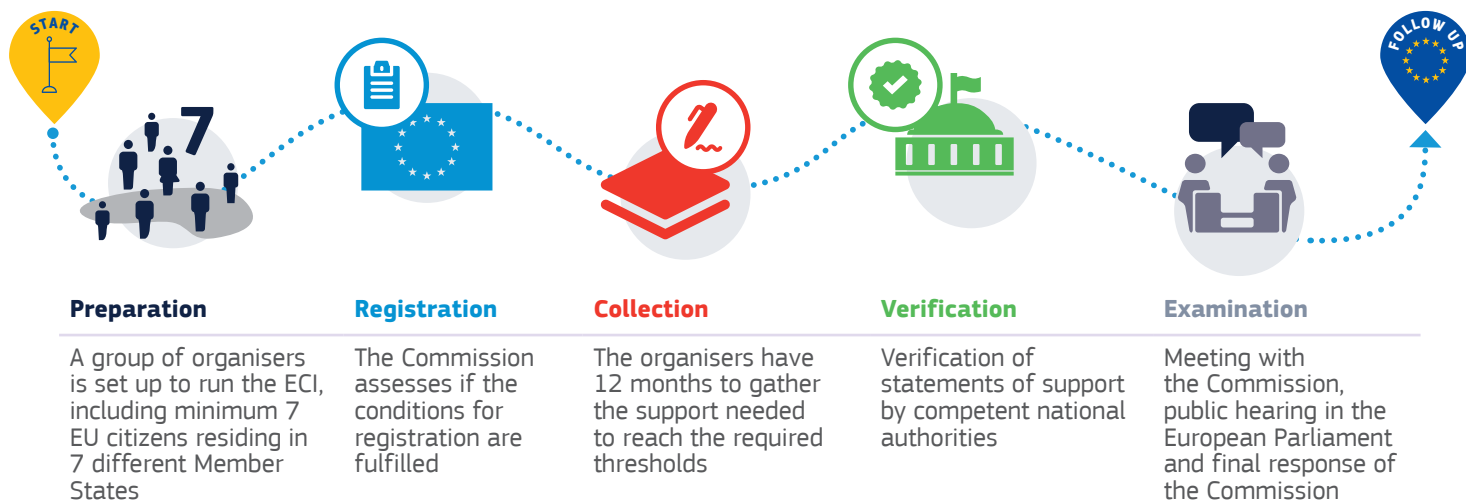 START
FOLLOW UP
7
Preparation
A group of organisers
is set up to run the ECI,
including minimum 7
EU citizens residing in
7 different Member
States
Registration
The Commission
assesses if the
conditions for
registration are
fulfilled
Collection
The organisers have
12 months to gather
the support needed
to reach the required
thresholds
Verification
Verification of
statements of support
by competent national
authorities
Examination
Meeting with
the Commission,
public hearing in the
European Parliament
and final response of
the Commission